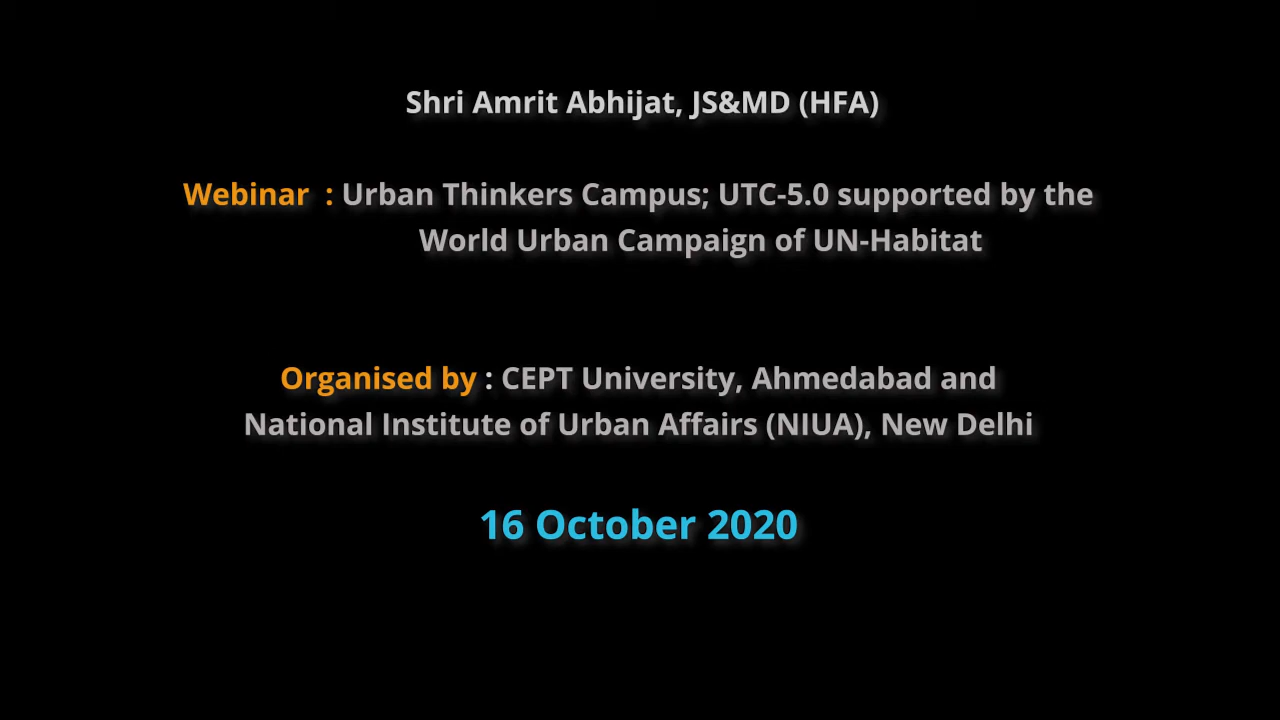 Shri Amrit Abhijat, JS&MD (HFA)
Webinar : Urban Thinkers Campus; UTC-5.0 supported by the
World Urban Campaign of UN-Habitat
Organised by : CEPT University, Ahmedabad and
National Institute of Urban Affairs (NIUA), New Delhi
16 October 2020